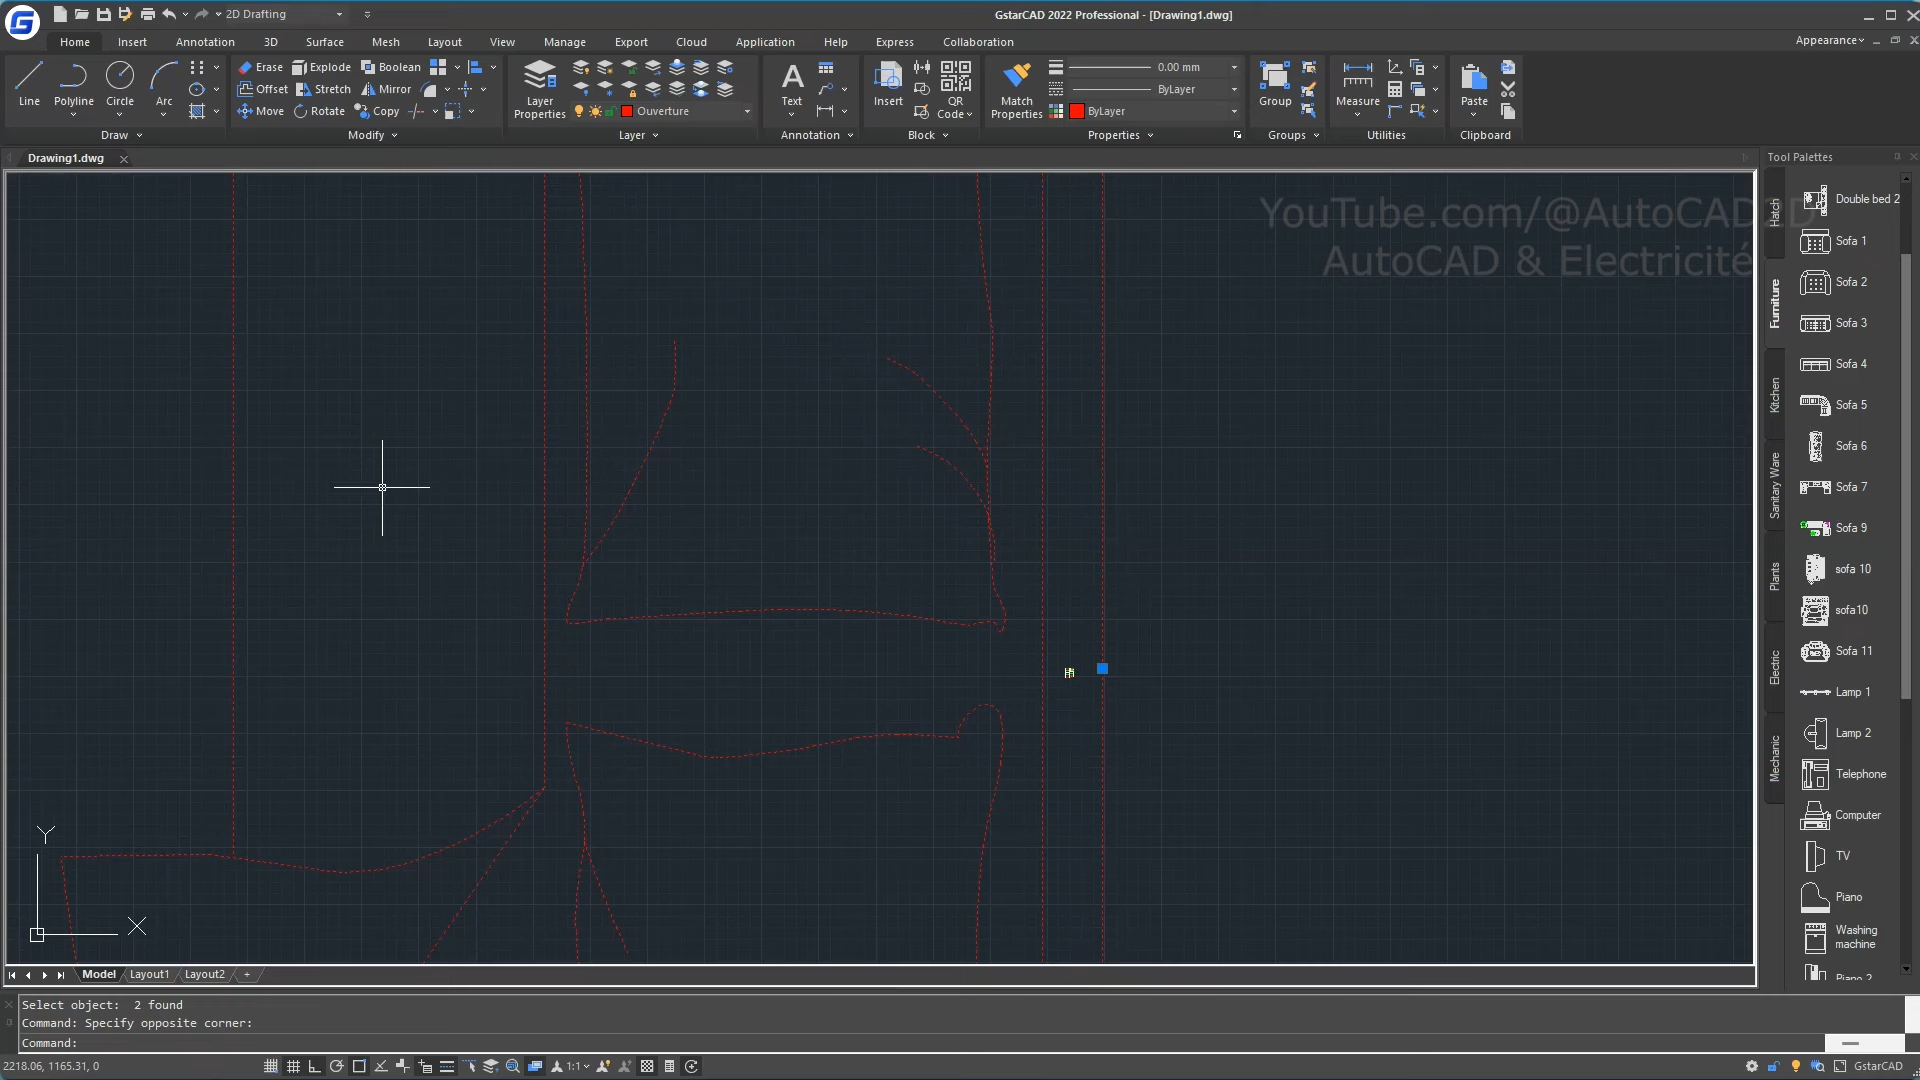 2D Drafting
GstarCAD 2022 Professional - [Drawing1.dwg]
Home Insert Annotation 3D Surface Mesh Layout View Manage Export Cloud Application Help Express Collaboration
Appearance
Line Polyline Circle Arc
Draw
Erase Explode Boolean
Offset Stretch Mirror
Move Rotate Copy
Modify
Layer Properties
Ouverture
Layer
Text
Annotation
Insert
QR Code
Block
Match Properties
0.00 mm
ByLayer
ByLayer
Properties
Group
Groups
Measure
Utilities
Paste
Clipboard
Drawing1.dwg
YouTube.com/@AutoCAD2D
AutoCAD & Electricité
Y
X
Tool Palettes
Hatch
Furniture
Kitchen
Sanitary Ware
Plants
Electric
Mechanic
Double bed 2
Sofa 1
Sofa 2
Sofa 3
Sofa 4
Sofa 5
Sofa 6
Sofa 7
Sofa 9
sofa 10
sofa10
Sofa 11
Lamp 1
Lamp 2
Telephone
Computer
TV
Piano
Washing
machine
Piano 2
Model Layout1 Layout2 +
Select object: 2 found
Command: Specify opposite corner:
Command:
2218.06, 1165.31, 0
1:1
GstarCAD